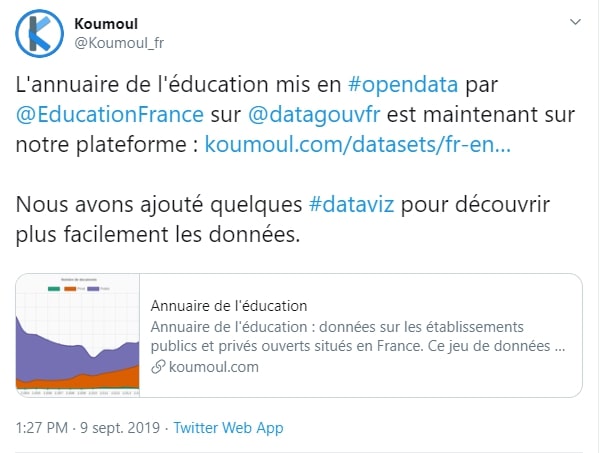 Koumoul
@Koumoul_fr
L'annuaire de l'éducation mis en #opendata par
@EducationFrance sur @datagouvfr est maintenant sur
notre plateforme : koumoul.com/datasets/fr-en...
Nous avons ajouté quelques #dataviz pour découvrir
plus facilement les données.
Annuaire de l'éducation
Annuaire de l'éducation : données sur les établissements
publics et privés ouverts situés en France. Ce jeu de données ...
koumoul.com
1:27 PM · 9 sept. 2019 · Twitter Web App